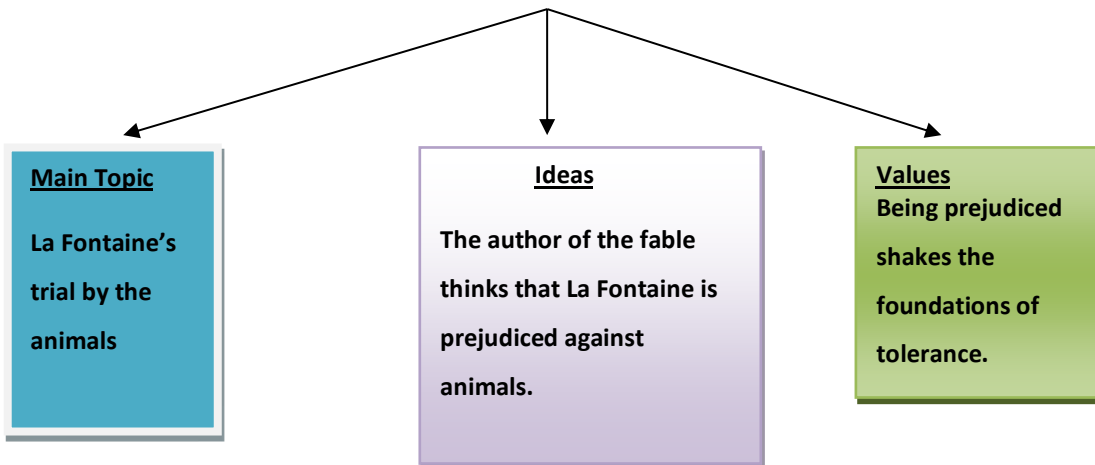 Main Topic
La Fontaine’s
trial by the
animals
Ideas
The author of the fable
thinks that La Fontaine is
prejudiced against
animals.
Values
Being prejudiced
shakes the
foundations of
tolerance.